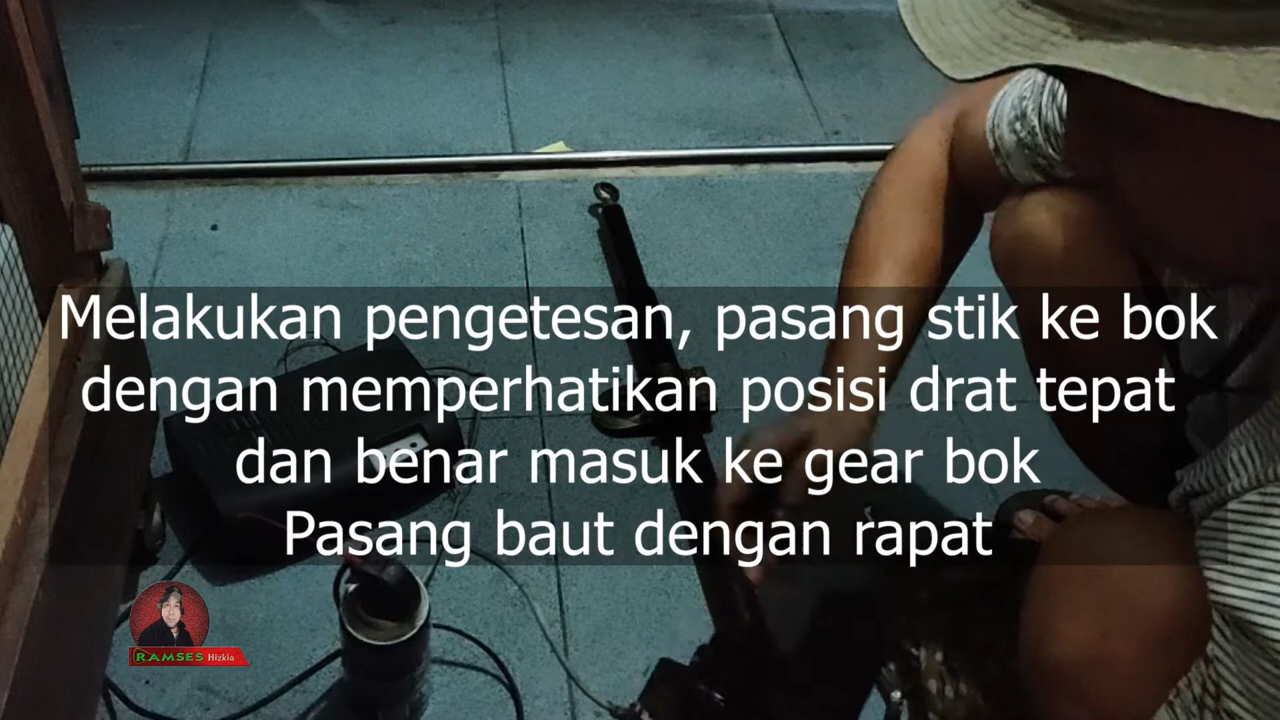 Melakukan pengetesan, pasang stik ke bok
dengan memperhatikan posisi drat tepat
dan benar masuk ke gear bok
Pasang baut dengan rapat
RAMSES Hizkia